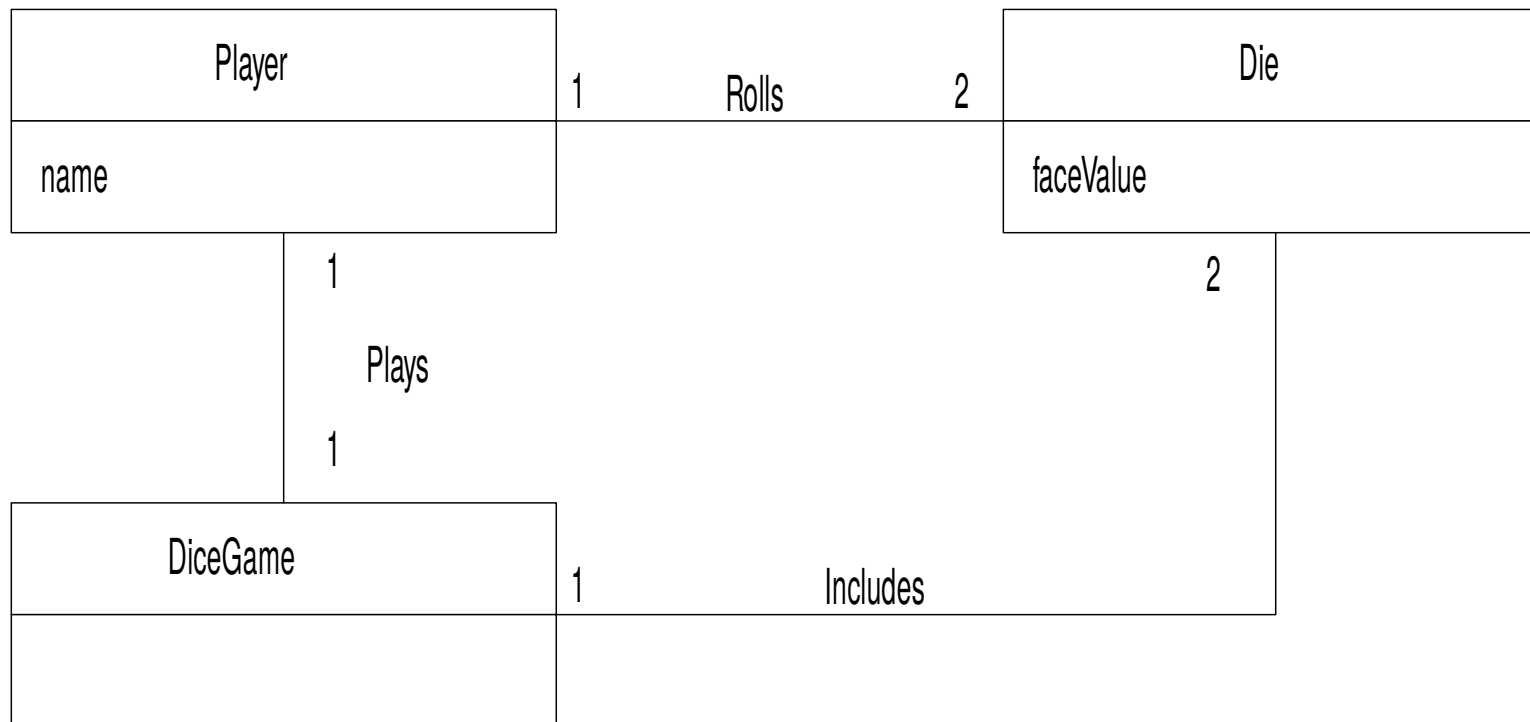 Player
Die
1 Rolls 2
name
faceValue
1
2
Plays
1
DiceGame
1 Includes